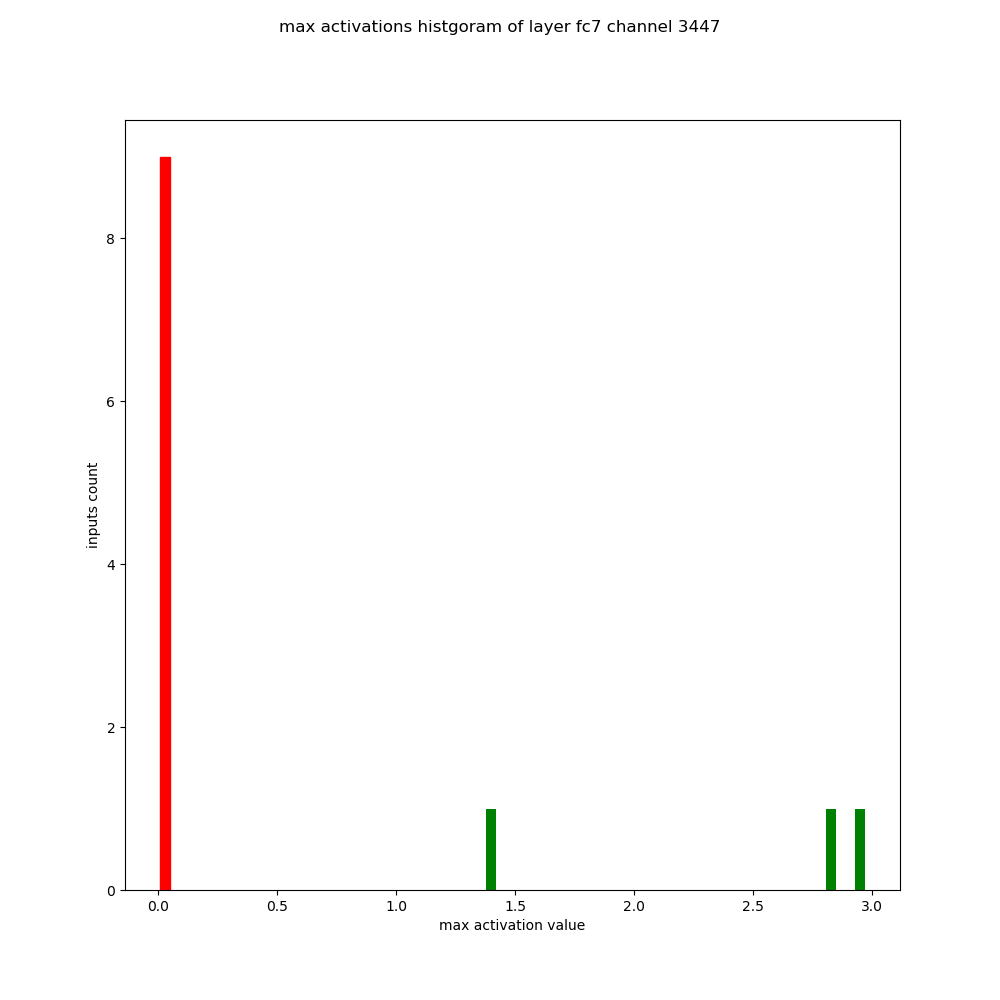 max activations histgoram of layer fc7 channel 3447
8
6
4
2
0
inputs count
0.0 0.5 1.0 1.5 2.0 2.5 3.0
max activation value